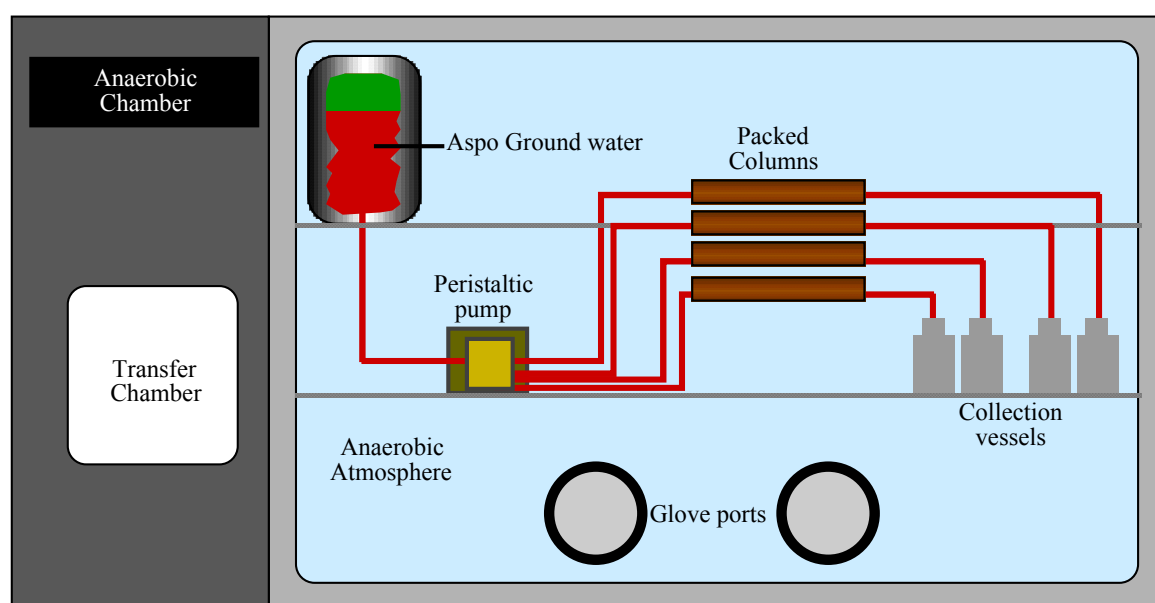 Anaerobic
Chamber
Aspo Ground water
Packed
Columns
Peristaltic
pump
Transfer
Chamber
Collection
vessels
Anaerobic
Atmosphere
Glove ports